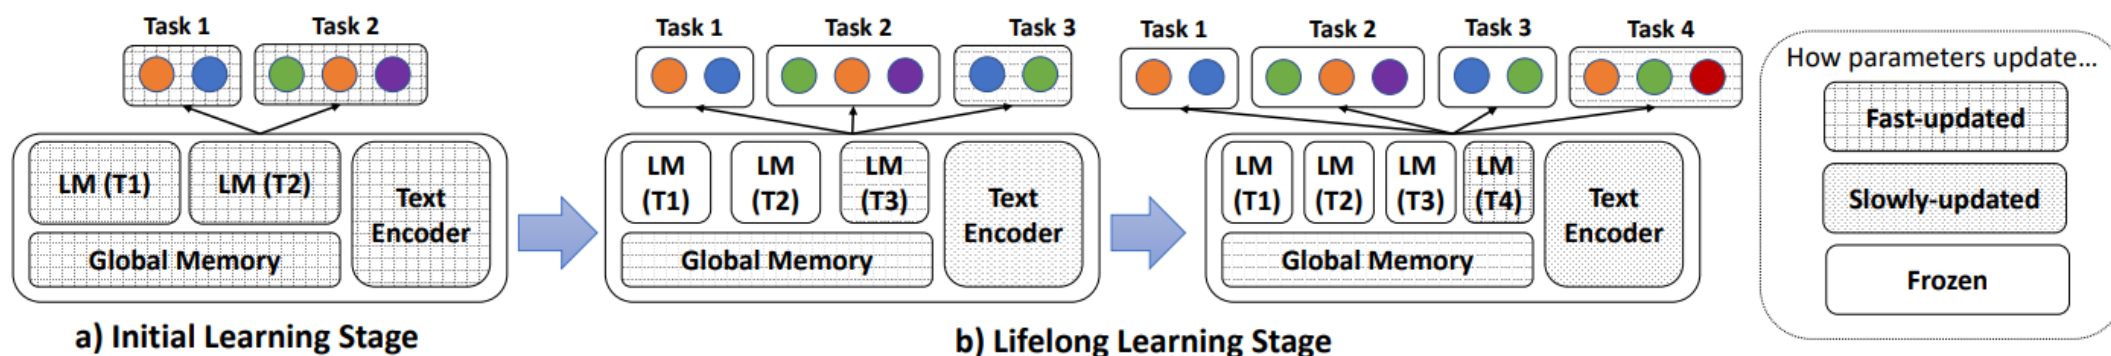 Task 1
Task 2
LM (T1)
LM (T2)
Text
Encoder
Global Memory
a) Initial Learning Stage
Task 1
Task 2
Task 3
LM
(T1)
LM
(T2)
LM
(T3)
Text
Encoder
Global Memory
Task 1
Task 2
Task 3
Task 4
LM
(T1)
LM
(T2)
LM
(T3)
LM
(T4)
Text
Encoder
Global Memory
b) Lifelong Learning Stage
How parameters update...
Fast-updated
Slowly-updated
Frozen